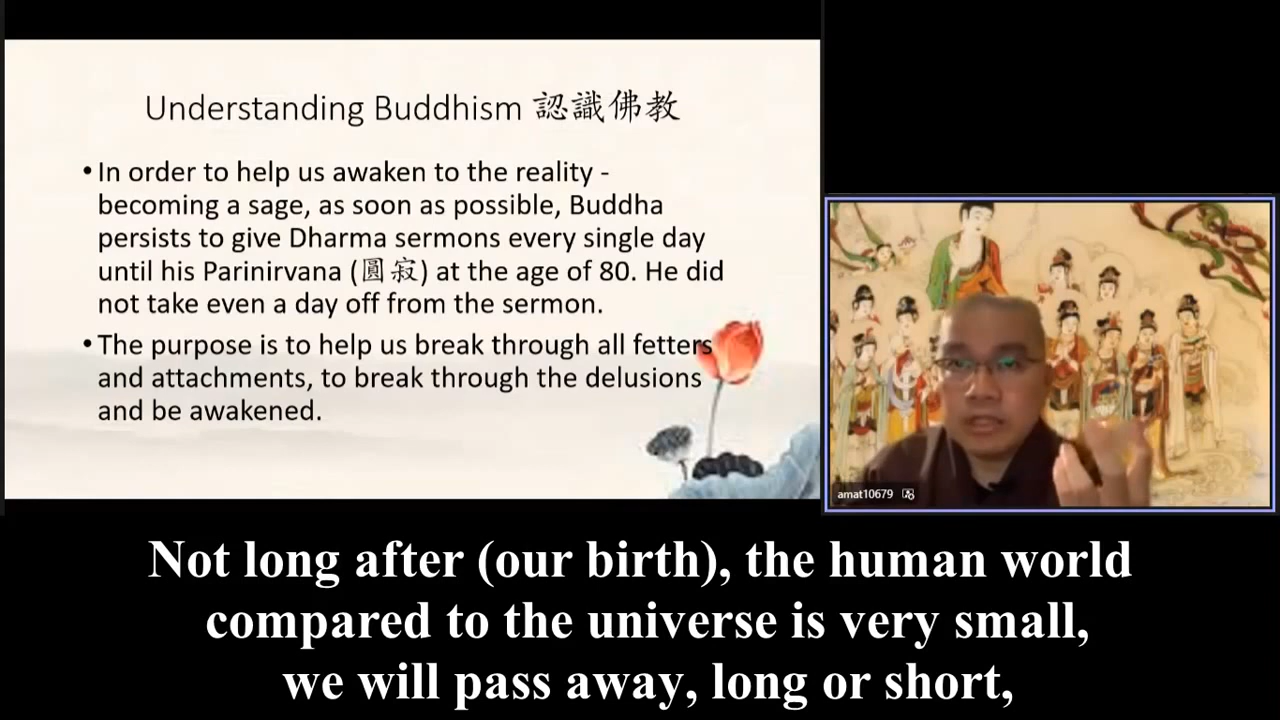 Understanding Buddhism 認識佛教
•In order to help us awaken to the reality -
becoming a sage, as soon as possible, Buddha
persists to give Dharma sermons every single day
until his Parinirvana (圓寂) at the age of 80. He did
not take even a day off from the sermon.
•The purpose is to help us break through all fetters
and attachments, to break through the delusions
and be awakened.
amat10679
Not long after (our birth), the human world
compared to the universe is very small,
we will pass away, long or short,